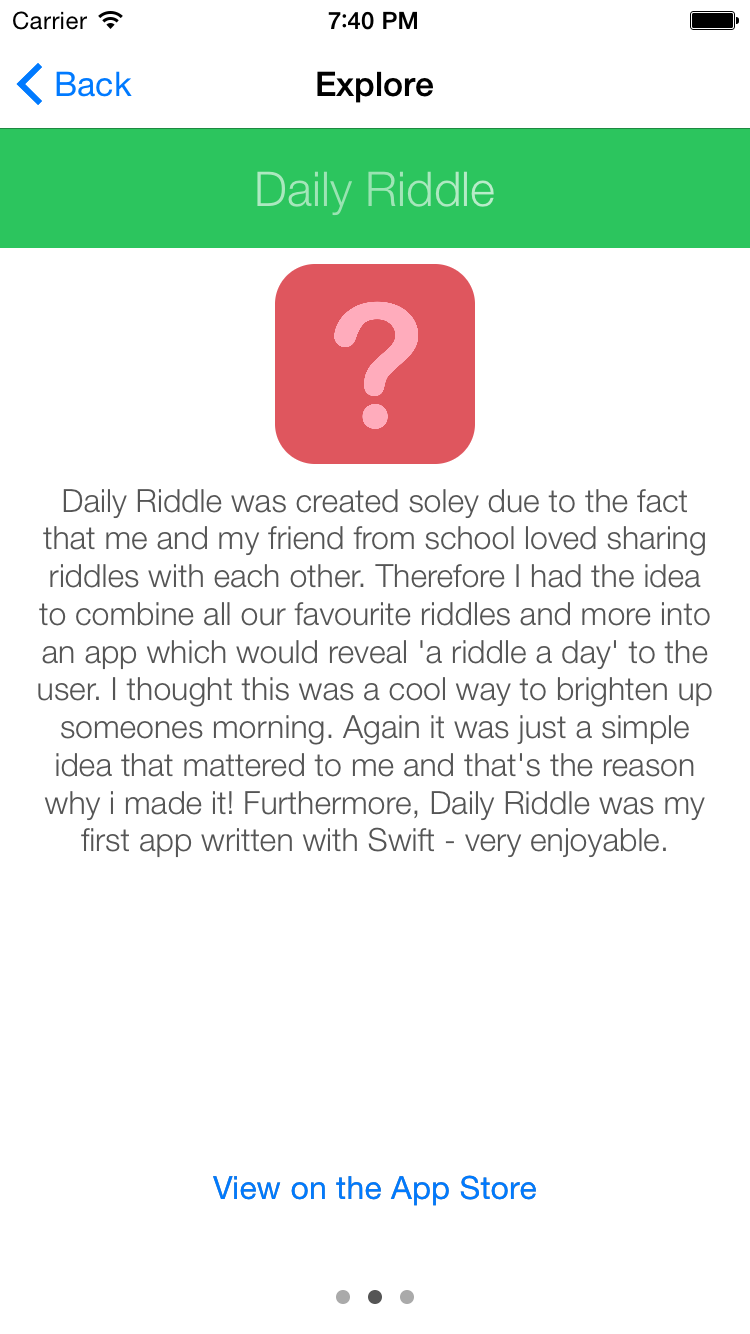 Carrier 7:40 PM
Back Explore
Daily Riddle
?
Daily Riddle was created soley due to the fact
that me and my friend from school loved sharing
riddles with each other. Therefore I had the idea
to combine all our favourite riddles and more into
an app which would reveal 'a riddle a day' to the
user. I thought this was a cool way to brighten up
someones morning. Again it was just a simple
idea that mattered to me and that's the reason
why i made it! Furthermore, Daily Riddle was my
first app written with Swift - very enjoyable.
View on the App Store